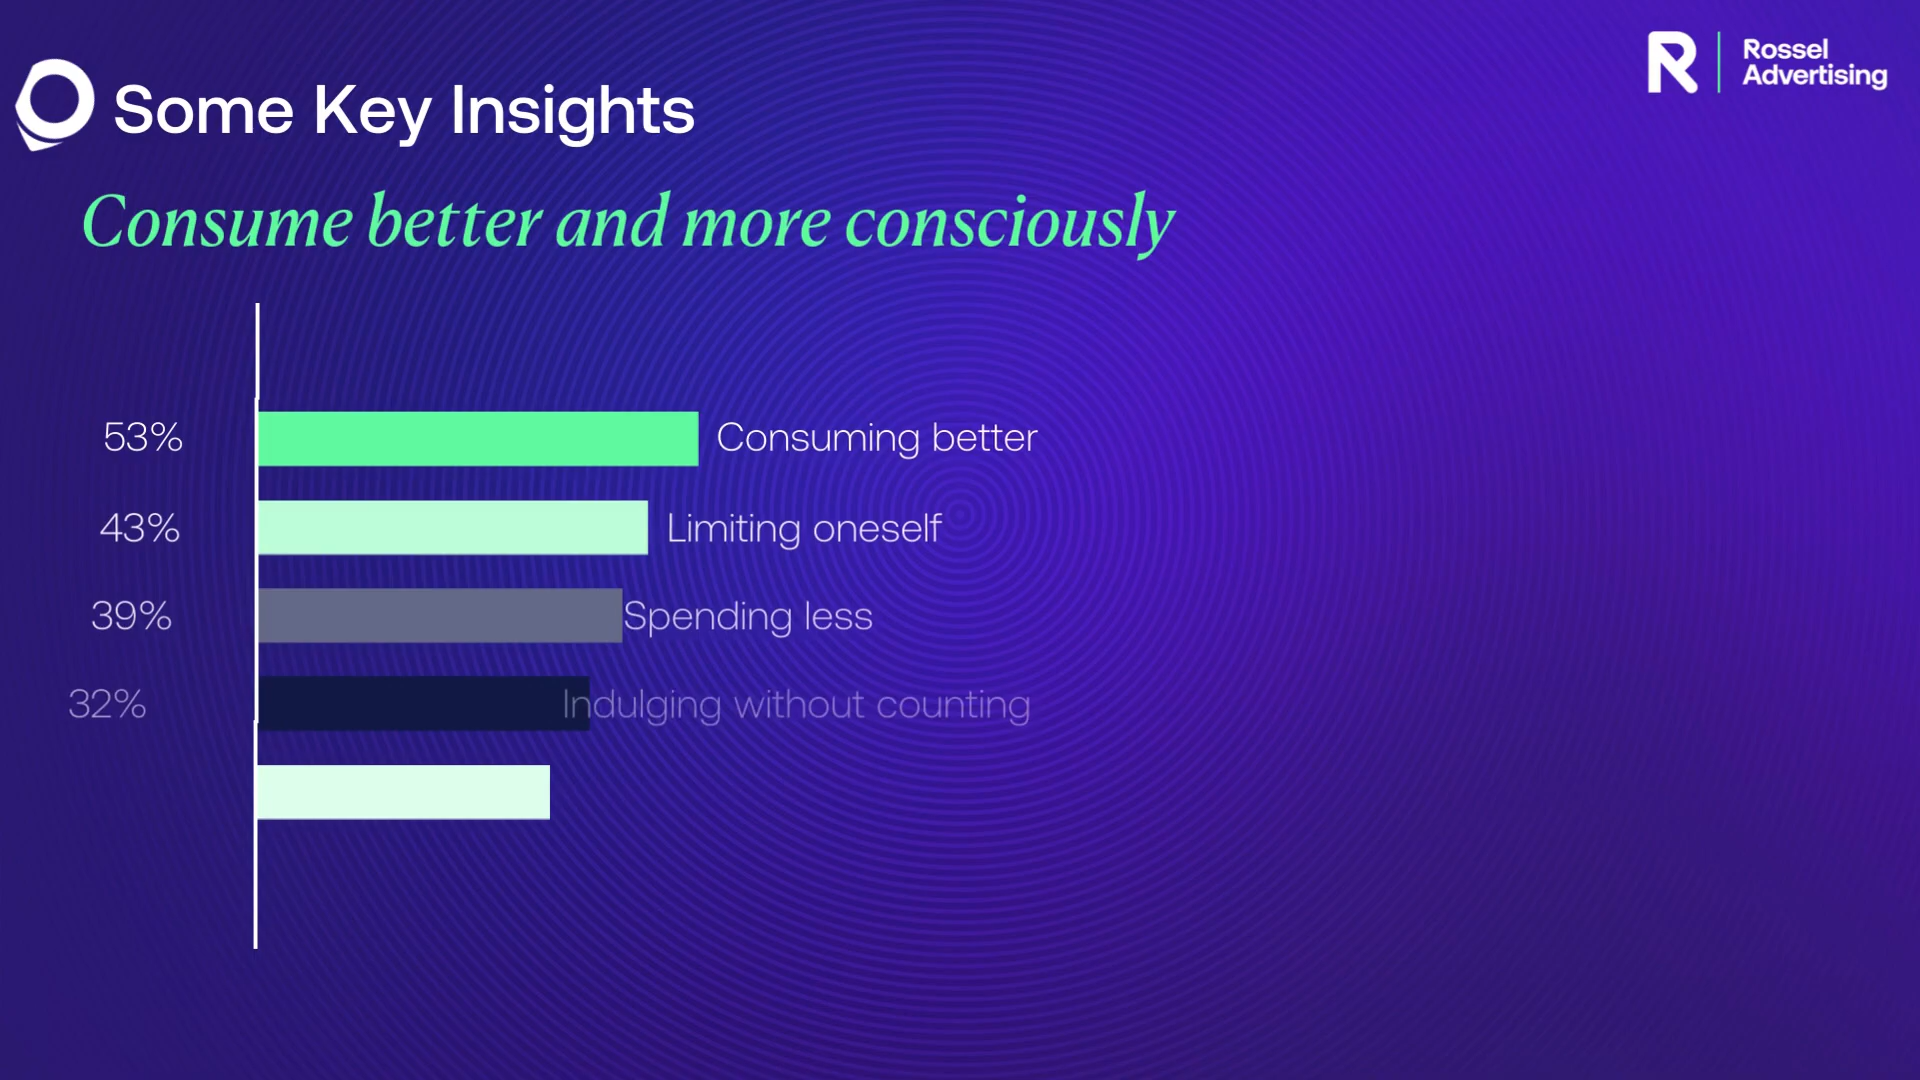 Rossel
Advertising
Some Key Insights
Consume better and more consciously
53% Consuming better
43% Limiting oneself
39% Spending less
32% Indulging without counting